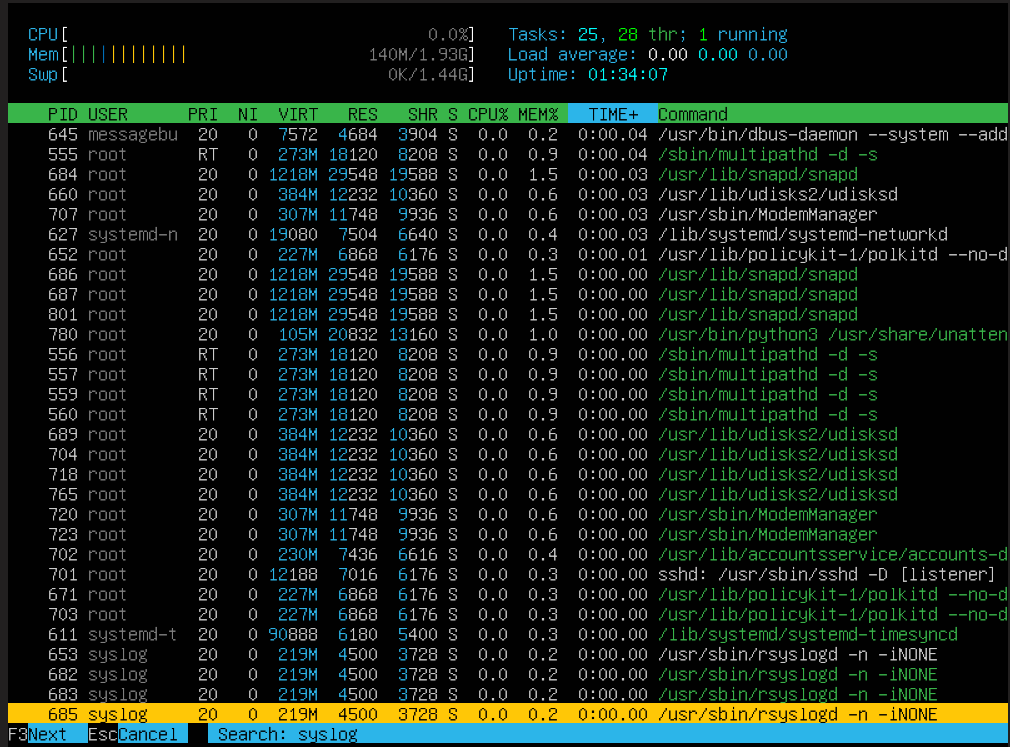 CPU[ 0.0%] Tasks: 25, 28 thr; 1 running
Mem[|||||||||||| 140M/1.93G] Load average: 0.00 0.00 0.00
Swp[ 0K/1.44G] Uptime: 01:34:07
PID USER PRI NI VIRT RES SHR S CPU% MEM% TIME+ Command
645 messagebu 20 0 7572 4684 3904 S 0.0 0.2 0:00.04 /usr/bin/dbus-daemon --system --add
555 root RT 0 273M 18120 8208 S 0.0 0.9 0:00.04 /sbin/multipathd -d -s
684 root 20 0 1218M 29548 19588 S 0.0 1.5 0:00.03 /usr/lib/snapd/snapd
660 root 20 0 384M 12232 10360 S 0.0 0.6 0:00.03 /usr/lib/udisks2/udisksd
707 root 20 0 307M 11748 9936 S 0.0 0.6 0:00.03 /usr/sbin/ModemManager
627 systemd-n 20 0 19080 7504 6640 S 0.0 0.4 0:00.03 /lib/systemd/systemd-networkd
652 root 20 0 227M 6868 6176 S 0.0 0.3 0:00.01 /usr/lib/policykit-1/polkitd --no-d
686 root 20 0 1218M 29548 19588 S 0.0 1.5 0:00.00 /usr/lib/snapd/snapd
687 root 20 0 1218M 29548 19588 S 0.0 1.5 0:00.00 /usr/lib/snapd/snapd
801 root 20 0 1218M 29548 19588 S 0.0 1.5 0:00.00 /usr/lib/snapd/snapd
780 root 20 0 105M 20832 13160 S 0.0 1.0 0:00.00 /usr/bin/python3 /usr/share/unatten
556 root RT 0 273M 18120 8208 S 0.0 0.9 0:00.00 /sbin/multipathd -d -s
557 root RT 0 273M 18120 8208 S 0.0 0.9 0:00.00 /sbin/multipathd -d -s
559 root RT 0 273M 18120 8208 S 0.0 0.9 0:00.00 /sbin/multipathd -d -s
560 root RT 0 273M 18120 8208 S 0.0 0.9 0:00.00 /sbin/multipathd -d -s
689 root 20 0 384M 12232 10360 S 0.0 0.6 0:00.00 /usr/lib/udisks2/udisksd
704 root 20 0 384M 12232 10360 S 0.0 0.6 0:00.00 /usr/lib/udisks2/udisksd
718 root 20 0 384M 12232 10360 S 0.0 0.6 0:00.00 /usr/lib/udisks2/udisksd
765 root 20 0 384M 12232 10360 S 0.0 0.6 0:00.00 /usr/lib/udisks2/udisksd
720 root 20 0 307M 11748 9936 S 0.0 0.6 0:00.00 /usr/sbin/ModemManager
723 root 20 0 307M 11748 9936 S 0.0 0.6 0:00.00 /usr/sbin/ModemManager
702 root 20 0 230M 7436 6616 S 0.0 0.4 0:00.00 /usr/lib/accountsservice/accounts-d
701 root 20 0 12188 7016 6176 S 0.0 0.3 0:00.00 sshd: /usr/sbin/sshd -D [listener]
671 root 20 0 227M 6868 6176 S 0.0 0.3 0:00.00 /usr/lib/policykit-1/polkitd --no-d
703 root 20 0 227M 6868 6176 S 0.0 0.3 0:00.00 /usr/lib/policykit-1/polkitd --no-d
611 systemd-t 20 0 90888 6180 5400 S 0.0 0.3 0:00.00 /lib/systemd/systemd-timesyncd
653 syslog 20 0 219M 4500 3728 S 0.0 0.2 0:00.00 /usr/sbin/rsyslogd -n -iNONE
682 syslog 20 0 219M 4500 3728 S 0.0 0.2 0:00.00 /usr/sbin/rsyslogd -n -iNONE
683 syslog 20 0 219M 4500 3728 S 0.0 0.2 0:00.00 /usr/sbin/rsyslogd -n -iNONE
685 syslog 20 0 219M 4500 3728 S 0.0 0.2 0:00.00 /usr/sbin/rsyslogd -n -iNONE
F3Next EscCancel Search: syslog